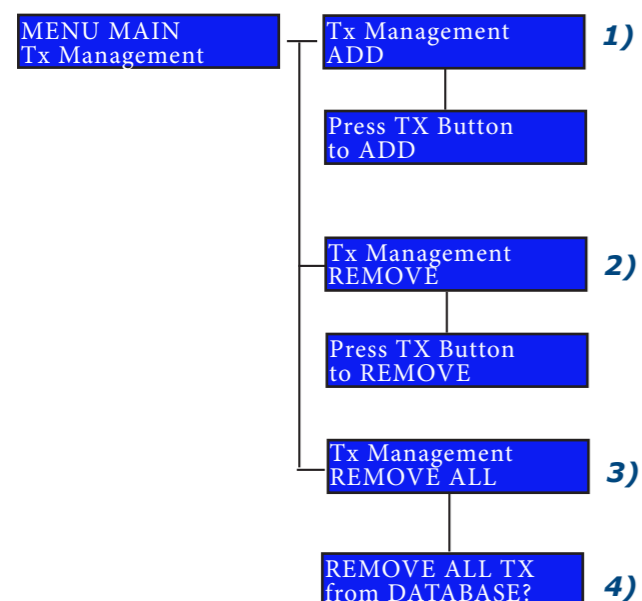 MENU MAIN
Tx Management
Tx Management
ADD
1)
Press TX Button
to ADD
Tx Management
REMOVE
2)
Press TX Button
to REMOVE
Tx Management
REMOVE ALL
3)
REMOVE ALL TX
from DATABASE?
4)